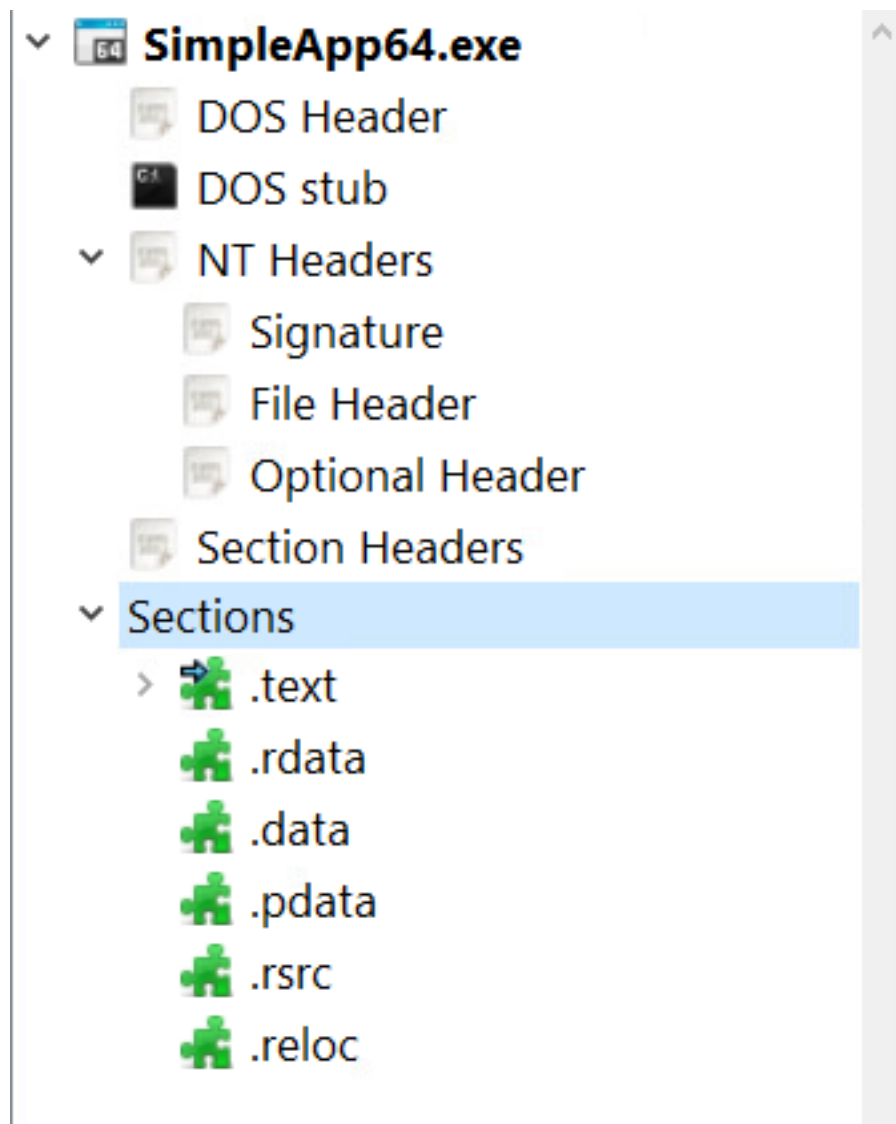 SimpleApp64.exe
DOS Header
DOS stub
NT Headers
Signature
File Header
Optional Header
Section Headers
Sections
.text
.rdata
.data
.pdata
.rsrc
.reloc